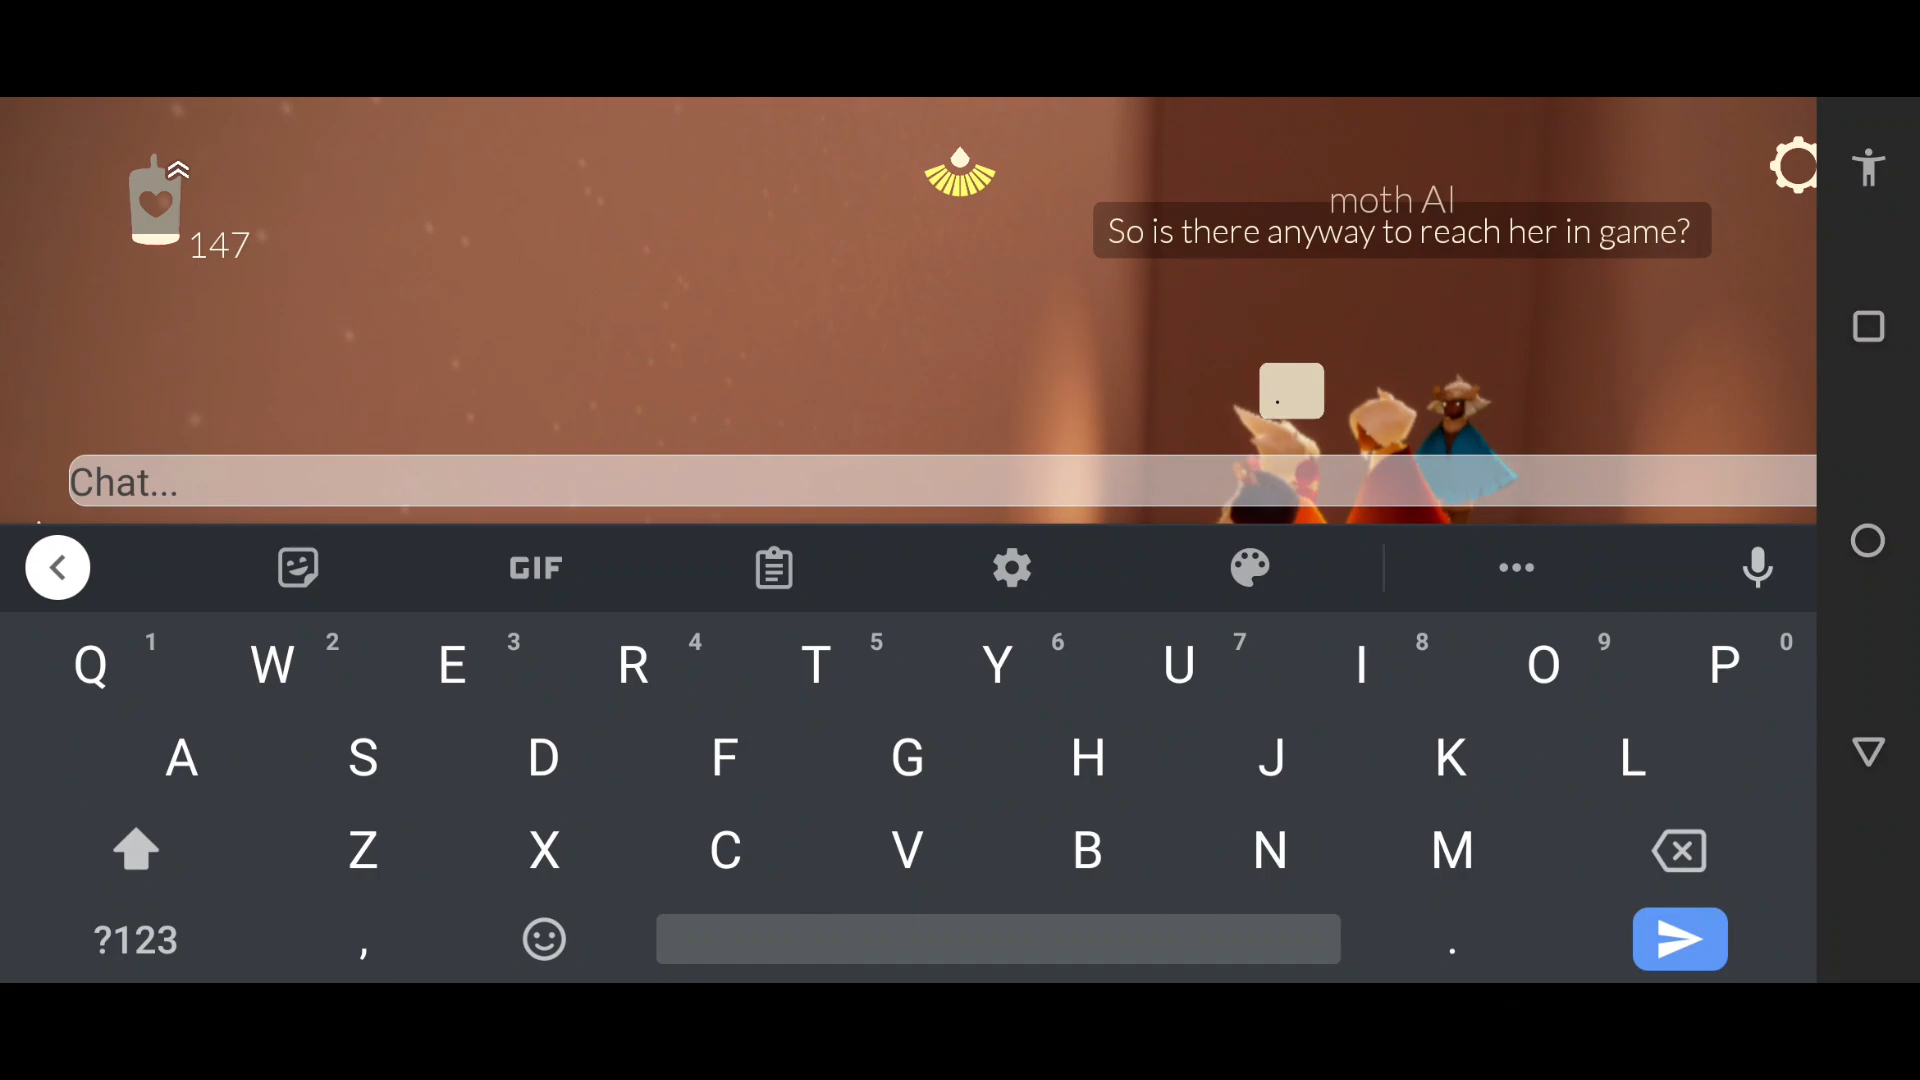 147
moth AI
So is there anyway to reach her in game?
.
Chat...
GIF
Q 1 W 2 E 3 R 4 T 5 Y 6 U 7 I 8 O 9 P 0
A S D F G H J K L
Z X C V B N M
?123 , .